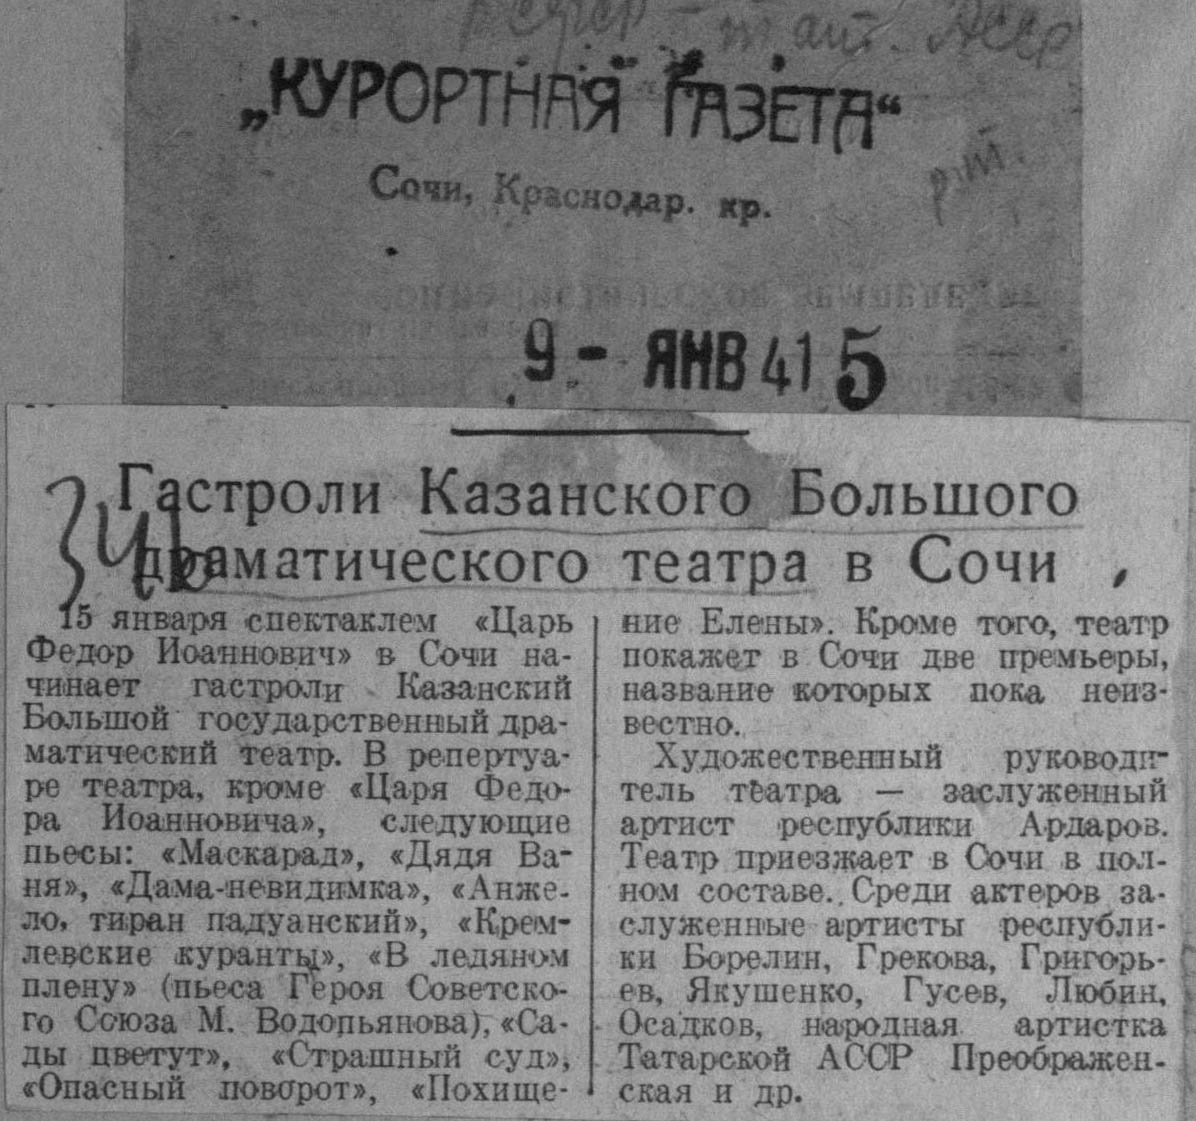 „КУРОРТНАЯ ГАЗЕТА“
Сочи, Краснодар. кр.
р.т.
9 - ЯНВ 41 5
Гастроли Казанского Большого
драматического театра в Сочи
15 января спектаклем «Царь
Федор Иоаннович» в Сочи на-
чинает гастроли Казанский
Большой государственный дра-
матический театр. В репертуа-
ре театра, кроме «Царя Федо-
ра Иоанновича», следующие
пьесы: «Маскарад», «Дядя Ва-
ня», «Дама-невидимка», «Анже-
ло, тиран падуанский», «Крем-
левские куранты», «В ледяном
плену» (пьеса Героя Советско-
го Союза М. Водопьянова), «Са-
ды цветут», «Страшный суд»,
«Опасный поворот», «Похище-
ние Елены». Кроме того, театр
покажет в Сочи две премьеры,
название которых пока неиз-
вестно.
Художественный руководи-
тель театра — заслуженный
артист республики Ардаров.
Театр приезжает в Сочи в пол-
ном составе. Среди актеров за-
служенные артисты республи-
ки Борелин, Грекова, Григорь-
ев, Якушенко, Гусев, Любин,
Осадков, народная артистка
Татарской АССР Преображен-
ская и др.